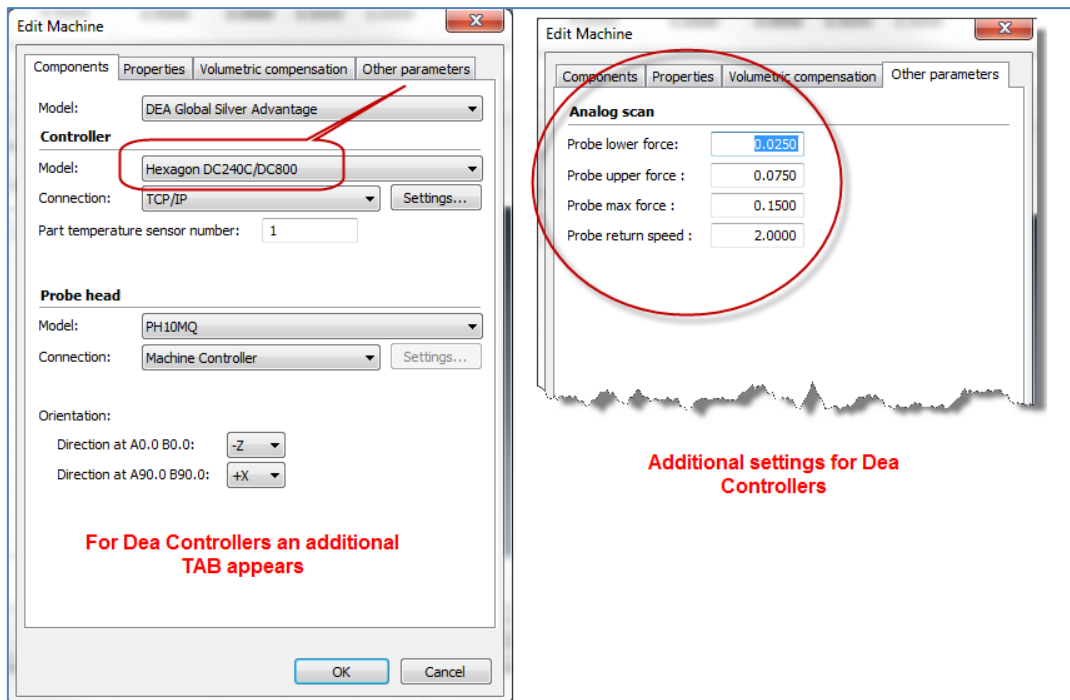 Edit Machine
Components Properties Volumetric compensation Other parameters
Model: DEA Global Silver Advantage
Controller
Model: Hexagon DC240C/DC800
Connection: TCP/IP Settings...
Part temperature sensor number: 1
Probe head
Model: PH10MQ
Connection: Machine Controller Settings...
Orientation:
Direction at A0.0 B0.0: -Z
Direction at A90.0 B90.0: +X
For Dea Controllers an additional
TAB appears
OK Cancel
Edit Machine
Components Properties Volumetric compensation Other parameters
Analog scan
Probe lower force: 0.0250
Probe upper force : 0.0750
Probe max force : 0.1500
Probe return speed : 2.0000
Additional settings for Dea
Controllers